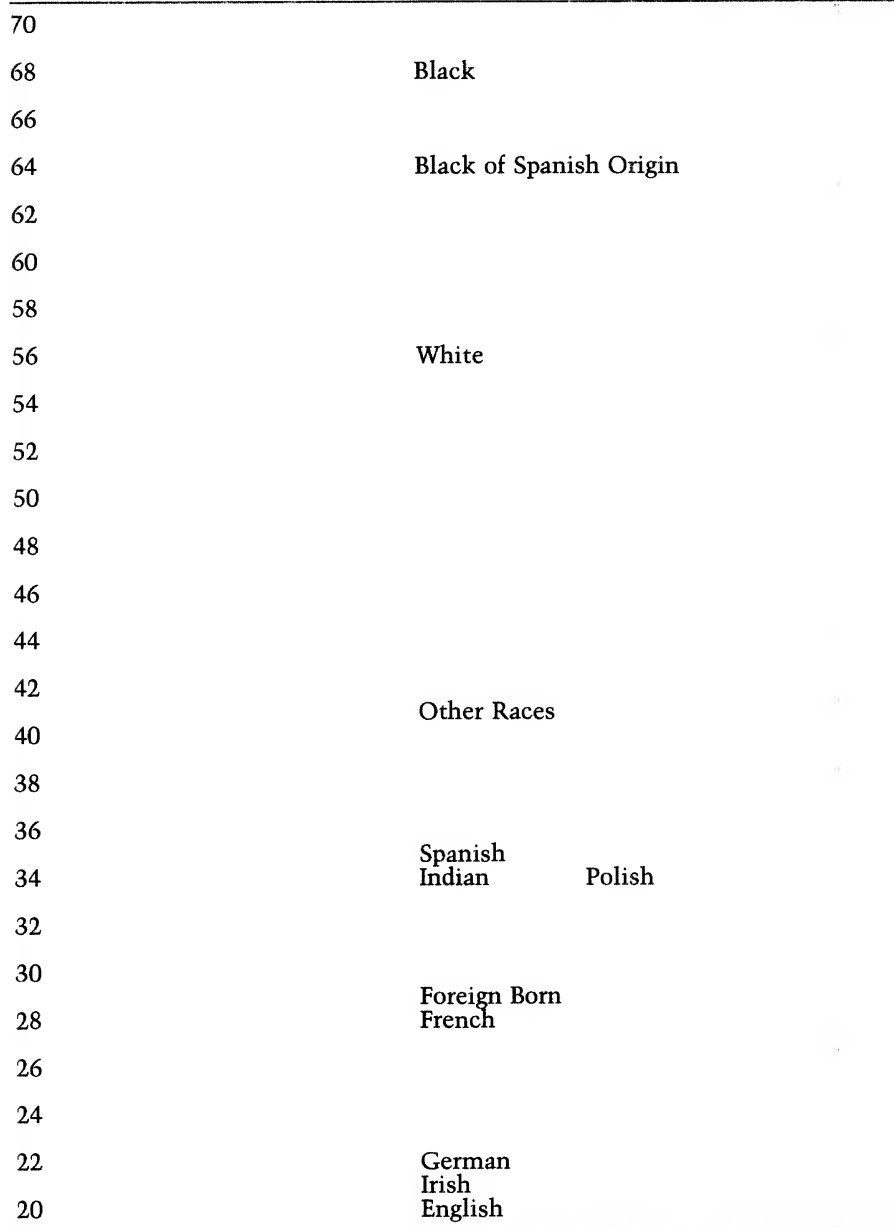 70
68 Black
66
64 Black of Spanish Origin
62
60
58
56 White
54
52
50
48
46
44
42
Other Races
40
38
36
Spanish
34 Indian Polish
32
30
Foreign Born
28 French
26
24
22 German
Irish
20 English